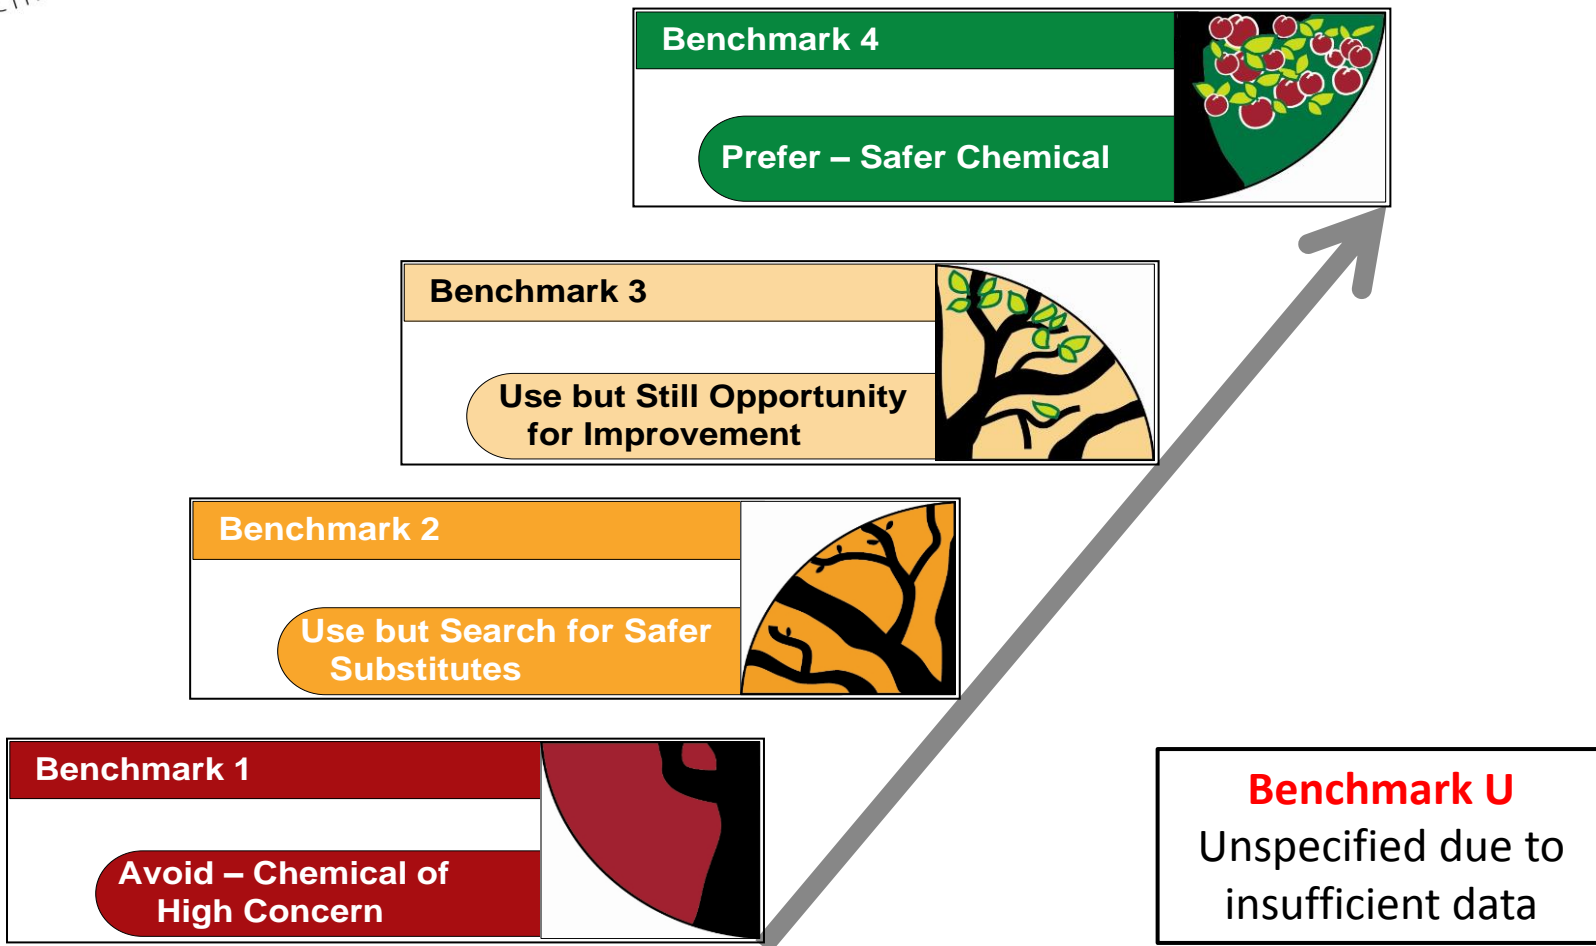 Benchmark 4
Prefer – Safer Chemical
Benchmark 3
Use but Still Opportunity
for Improvement
Benchmark 2
Use but Search for Safer
Substitutes
Benchmark 1
Avoid – Chemical of
High Concern
Benchmark U
Unspecified due to
insufficient data